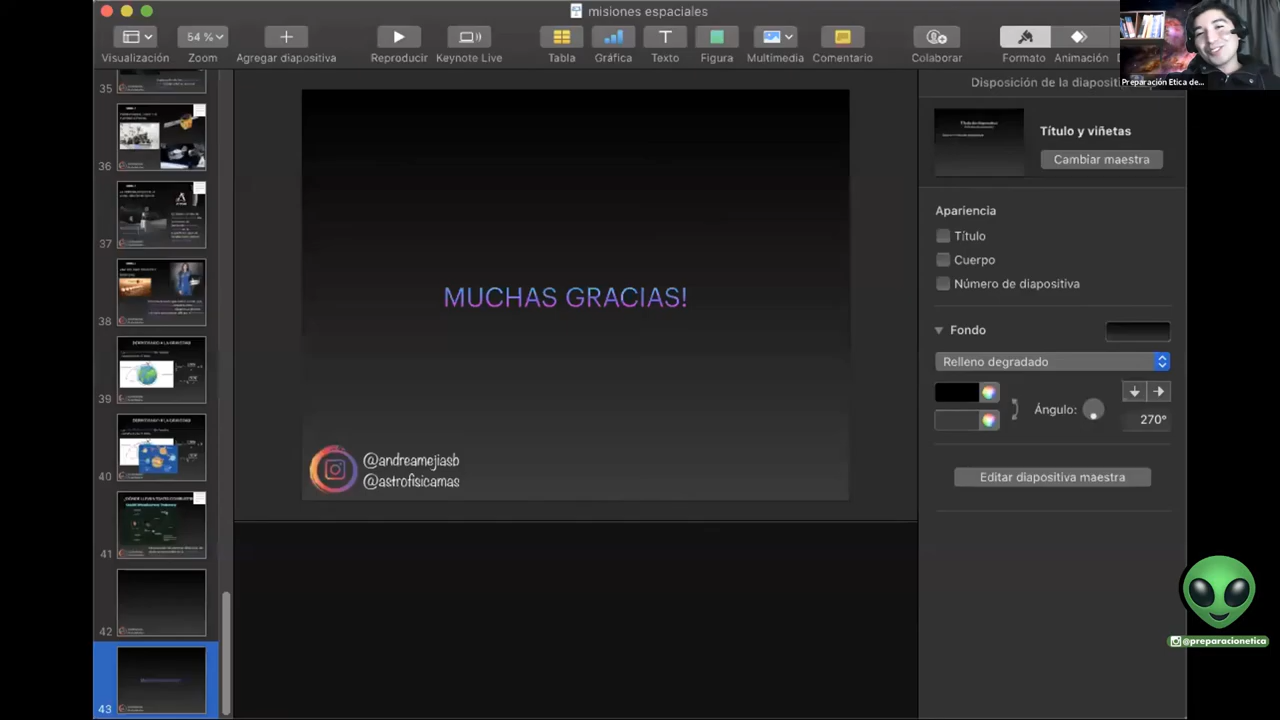 misiones espaciales
Visualización
54 %
Zoom
Agregar diapositiva
Reproducir
Keynote Live
Tabla
Gráfica
Texto
Figura
Multimedia
Comentario
Colaborar
Formato
Animación
Preparación Etica de...
35
36
37
38
39
40
41
42
43
MUCHAS GRACIAS!
@andreamejiasb
@astrofisicamas
Disposición de la diapositi
Título y viñetas
Cambiar maestra
Apariencia
Título
Cuerpo
Número de diapositiva
Fondo
Relleno degradado
Ángulo:
270°
Editar diapositiva maestra
@preparacionetica